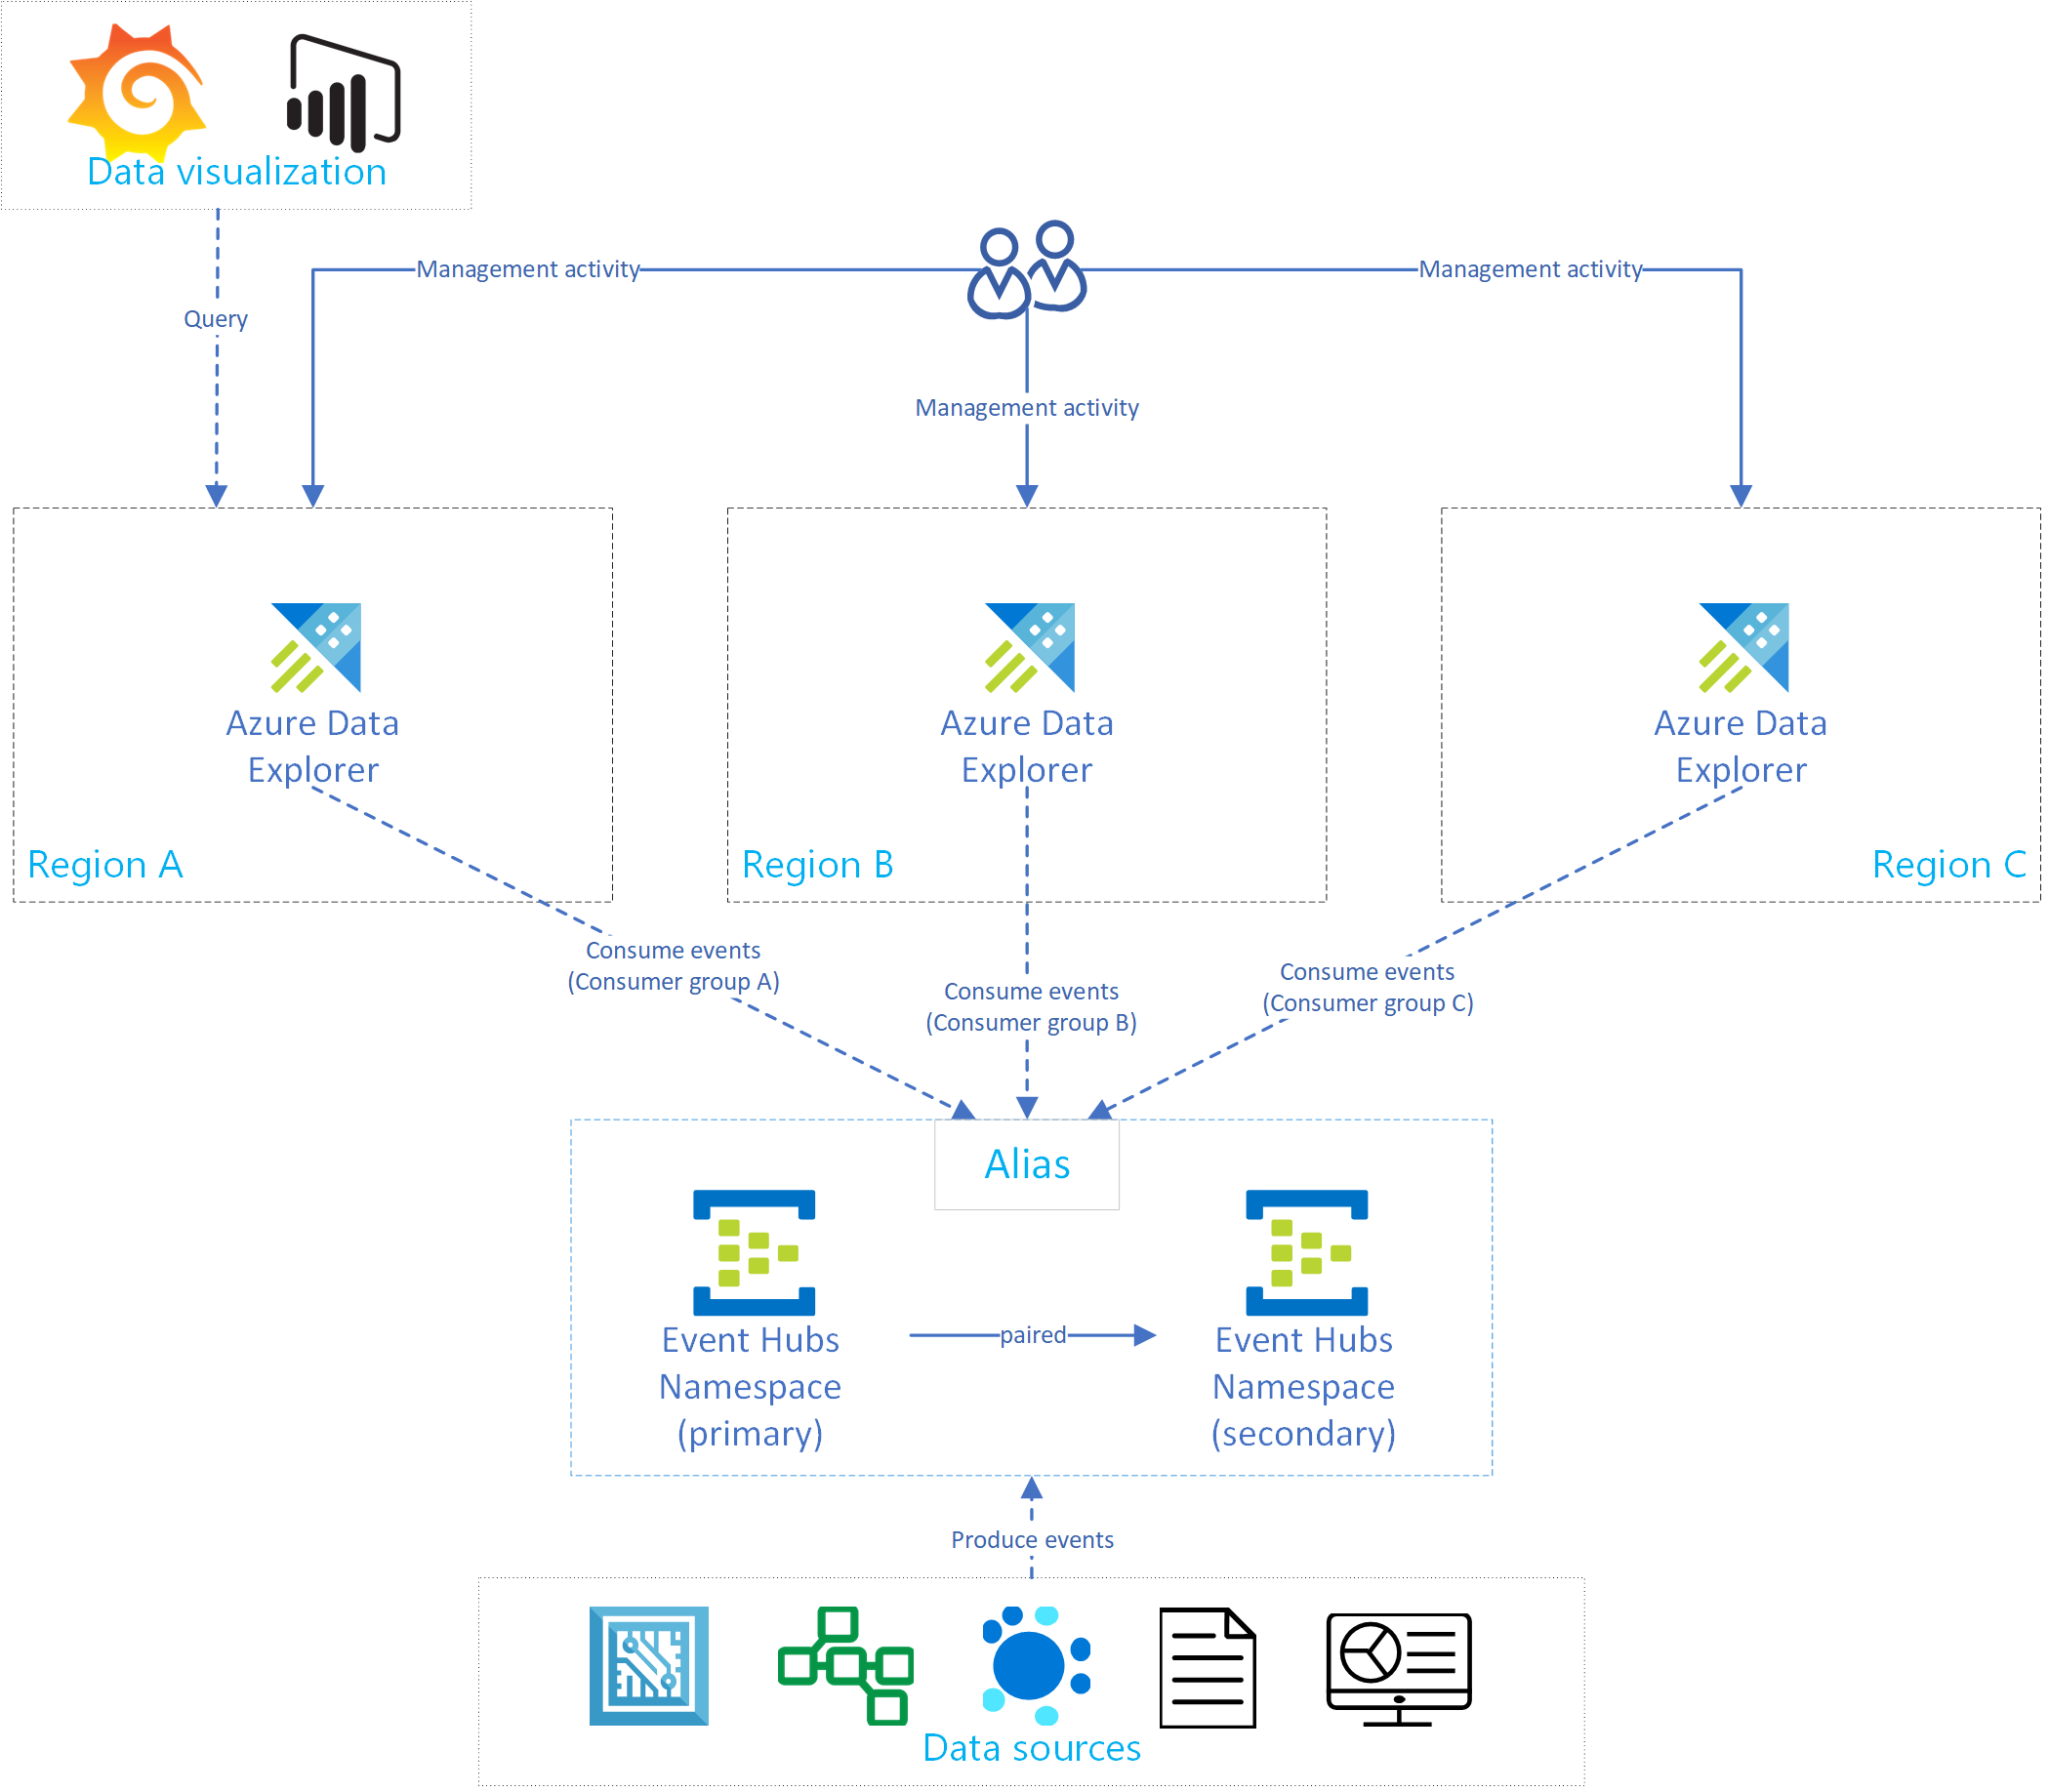 Data visualization
Management activity
Management activity
Query
Management activity
Azure Data
Explorer
Region A
Azure Data
Explorer
Region B
Azure Data
Explorer
Region C
Consume events
(Consumer group A)
Consume events
(Consumer group B)
Consume events
(Consumer group C)
Alias
Event Hubs
Namespace
(primary)
paired
Event Hubs
Namespace
(secondary)
Produce events
Data sources